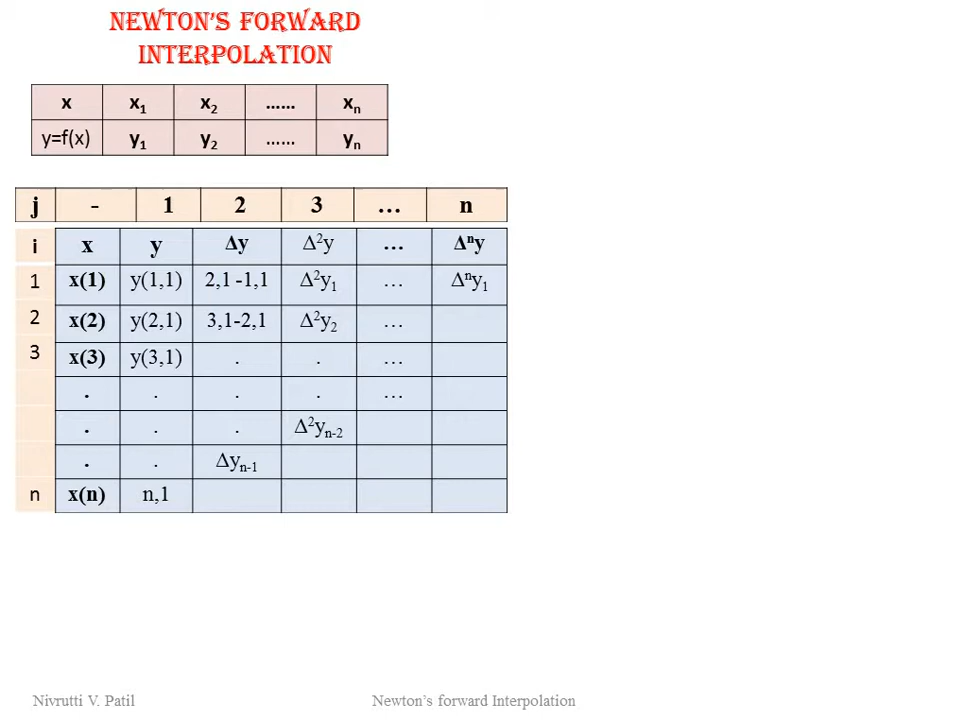 Newton's Forward
Interpolation
x x₁ x₂ …… xₙ
y=f(x) y₁ y₂ …… yₙ
j - 1 2 3 … n
i x y Δy Δ²y … Δⁿy
1 x(1) y(1,1) 2,1 -1,1 Δ²y₁ … Δⁿy₁
2 x(2) y(2,1) 3,1-2,1 Δ²y₂ …
3 x(3) y(3,1) . . …
. . . . …
. . . Δ²yₙ₋₂
. . Δyₙ₋₁
n x(n) n,1
Nivrutti V. Patil Newton's forward Interpolation